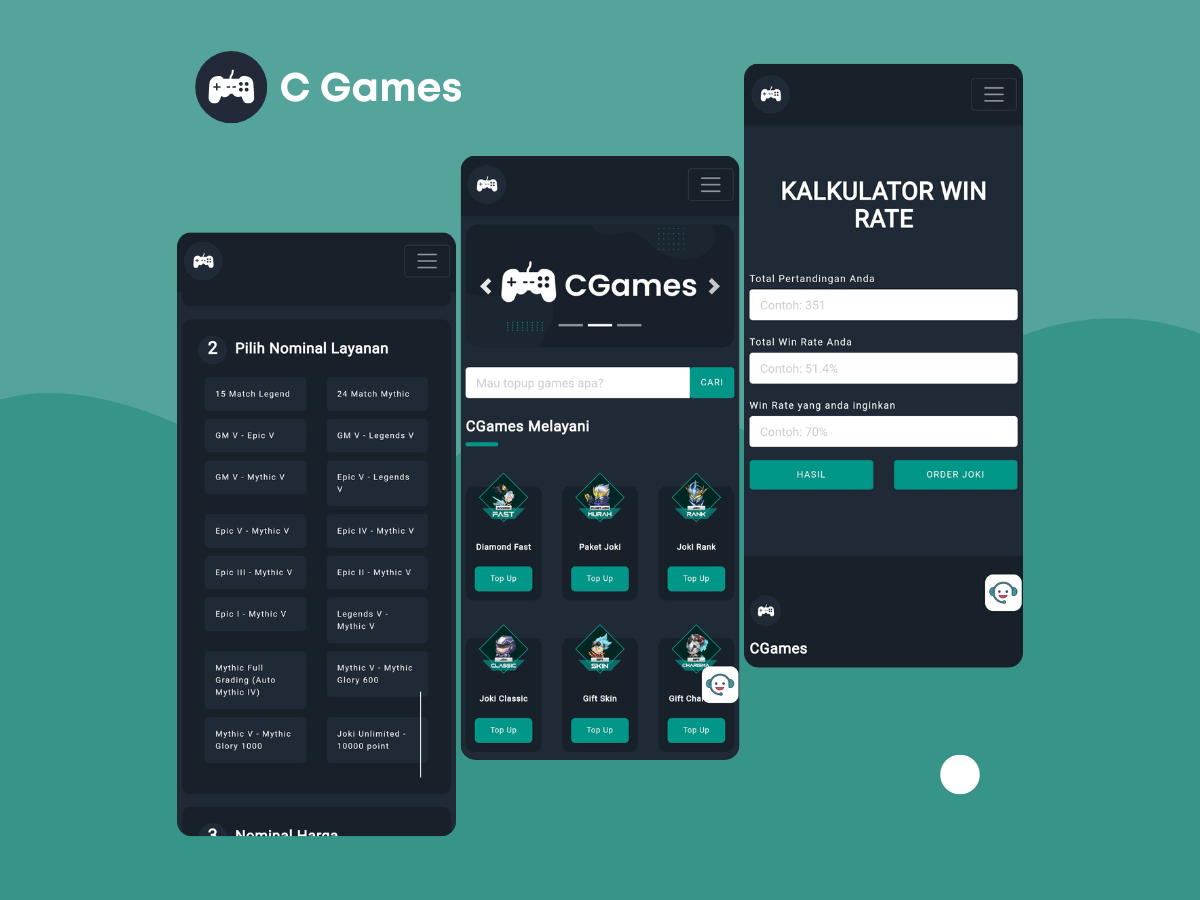 C Games
2 Pilih Nominal Layanan
15 Match Legend
24 Match Mythic
GM V - Epic V
GM V - Legends V
GM V - Mythic V
Epic V - Legends
V
Epic V - Mythic V
Epic IV - Mythic V
Epic III - Mythic V
Epic II - Mythic V
Epic I - Mythic V
Legends V -
Mythic V
Mythic Full
Grading (Auto
Mythic IV)
Mythic V - Mythic
Glory 600
Mythic V - Mythic
Glory 1000
Joki Unlimited -
10000 point
3 Nominal Harga
CGames
Mau topup games apa?
CARI
CGames Melayani
FAST
MURAH
RANK
Diamond Fast
Paket Joki
Joki Rank
Top Up
Top Up
Top Up
CLASSIC
SKIN
CHARISMA
Joki Classic
Gift Skin
Gift Cha
Top Up
Top Up
Top Up
KALKULATOR WIN
RATE
Total Pertandingan Anda
Contoh: 351
Total Win Rate Anda
Contoh: 51.4%
Win Rate yang anda inginkan
Contoh: 70%
HASIL
ORDER JOKI
CGames